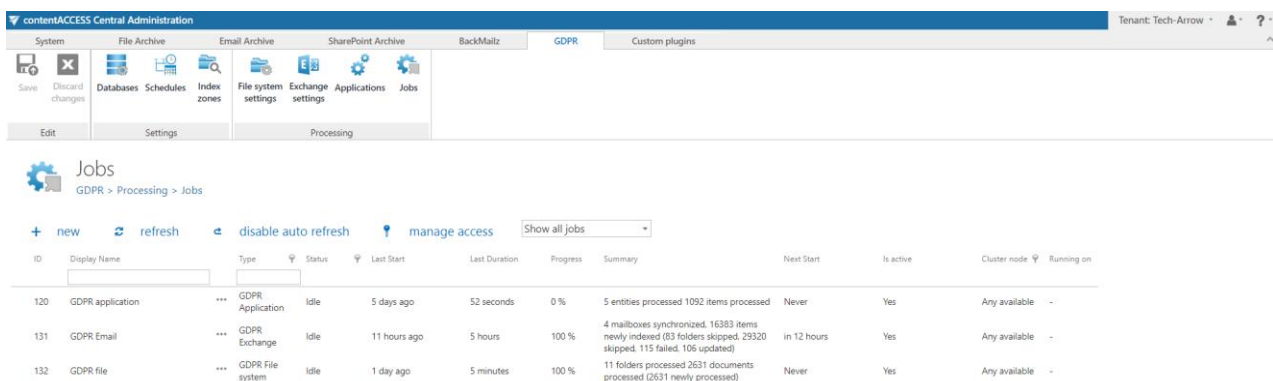 contentACCESS Central Administration
Tenant: Tech-Arrow
?
System File Archive Email Archive SharePoint Archive BackMailz GDPR Custom plugins
Save Discard changes Databases Schedules Index zones File system settings Exchange settings Applications Jobs
Edit Settings Processing
Jobs
GDPR > Processing > Jobs
+ new refresh disable auto refresh manage access Show all jobs
ID Display Name Type Status Last Start Last Duration Progress Summary Next Start Is active Cluster node Running on
120 GDPR application ... GDPR Application Idle 5 days ago 52 seconds 0 % 5 entities processed 1092 items processed Never Yes Any available -
131 GDPR Email ... GDPR Exchange Idle 11 hours ago 5 hours 100 % 4 mailboxes synchronized, 16383 items newly indexed (83 folders skipped, 29320 skipped, 115 failed, 106 updated) in 12 hours Yes Any available -
132 GDPR file ... GDPR File system Idle 1 day ago 5 minutes 100 % 11 folders processed 2631 documents processed (2631 newly processed) Never Yes Any available -